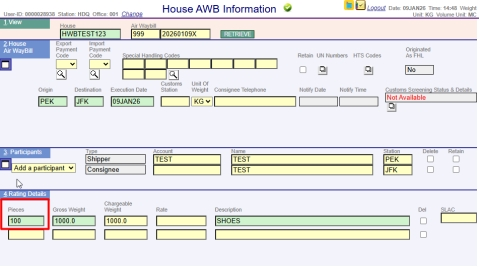 House AWB Information
User ID 0000028938 Station: HDQ Office: 001 Change
Logout Date: 09JAN26 Time: 14:46 Weight
Unit: KG Volume Unit: MC
1.View
House
Air Waybill
HWBTEST123
999
20260109X
RETRIEVE
2.House
Air WayBill
Export
Payment
Code
Import
Payment
Code
Special Handling Codes
Retain
UN Numbers
HTS Codes
Originated
As FHL
No
Origin
Destination
Execution Date
Customs
Station
Unit Of
Weight
Consignee Telephone
Notify Date
Notify Time
Customs Screening Status & Details
PEK
JFK
09JAN26
KG
Not Available
3. Participants
Type
Account
Name
Station
Delete
Retain
Shipper
TEST
TEST
PEK
Add a participant
Consignee
TEST
JFK
4.Rating Details
Pieces
Gross Weight
Chargeable
Weight
Rate
Description
Del
SLAC
100
1000.0
1000.0
SHOES